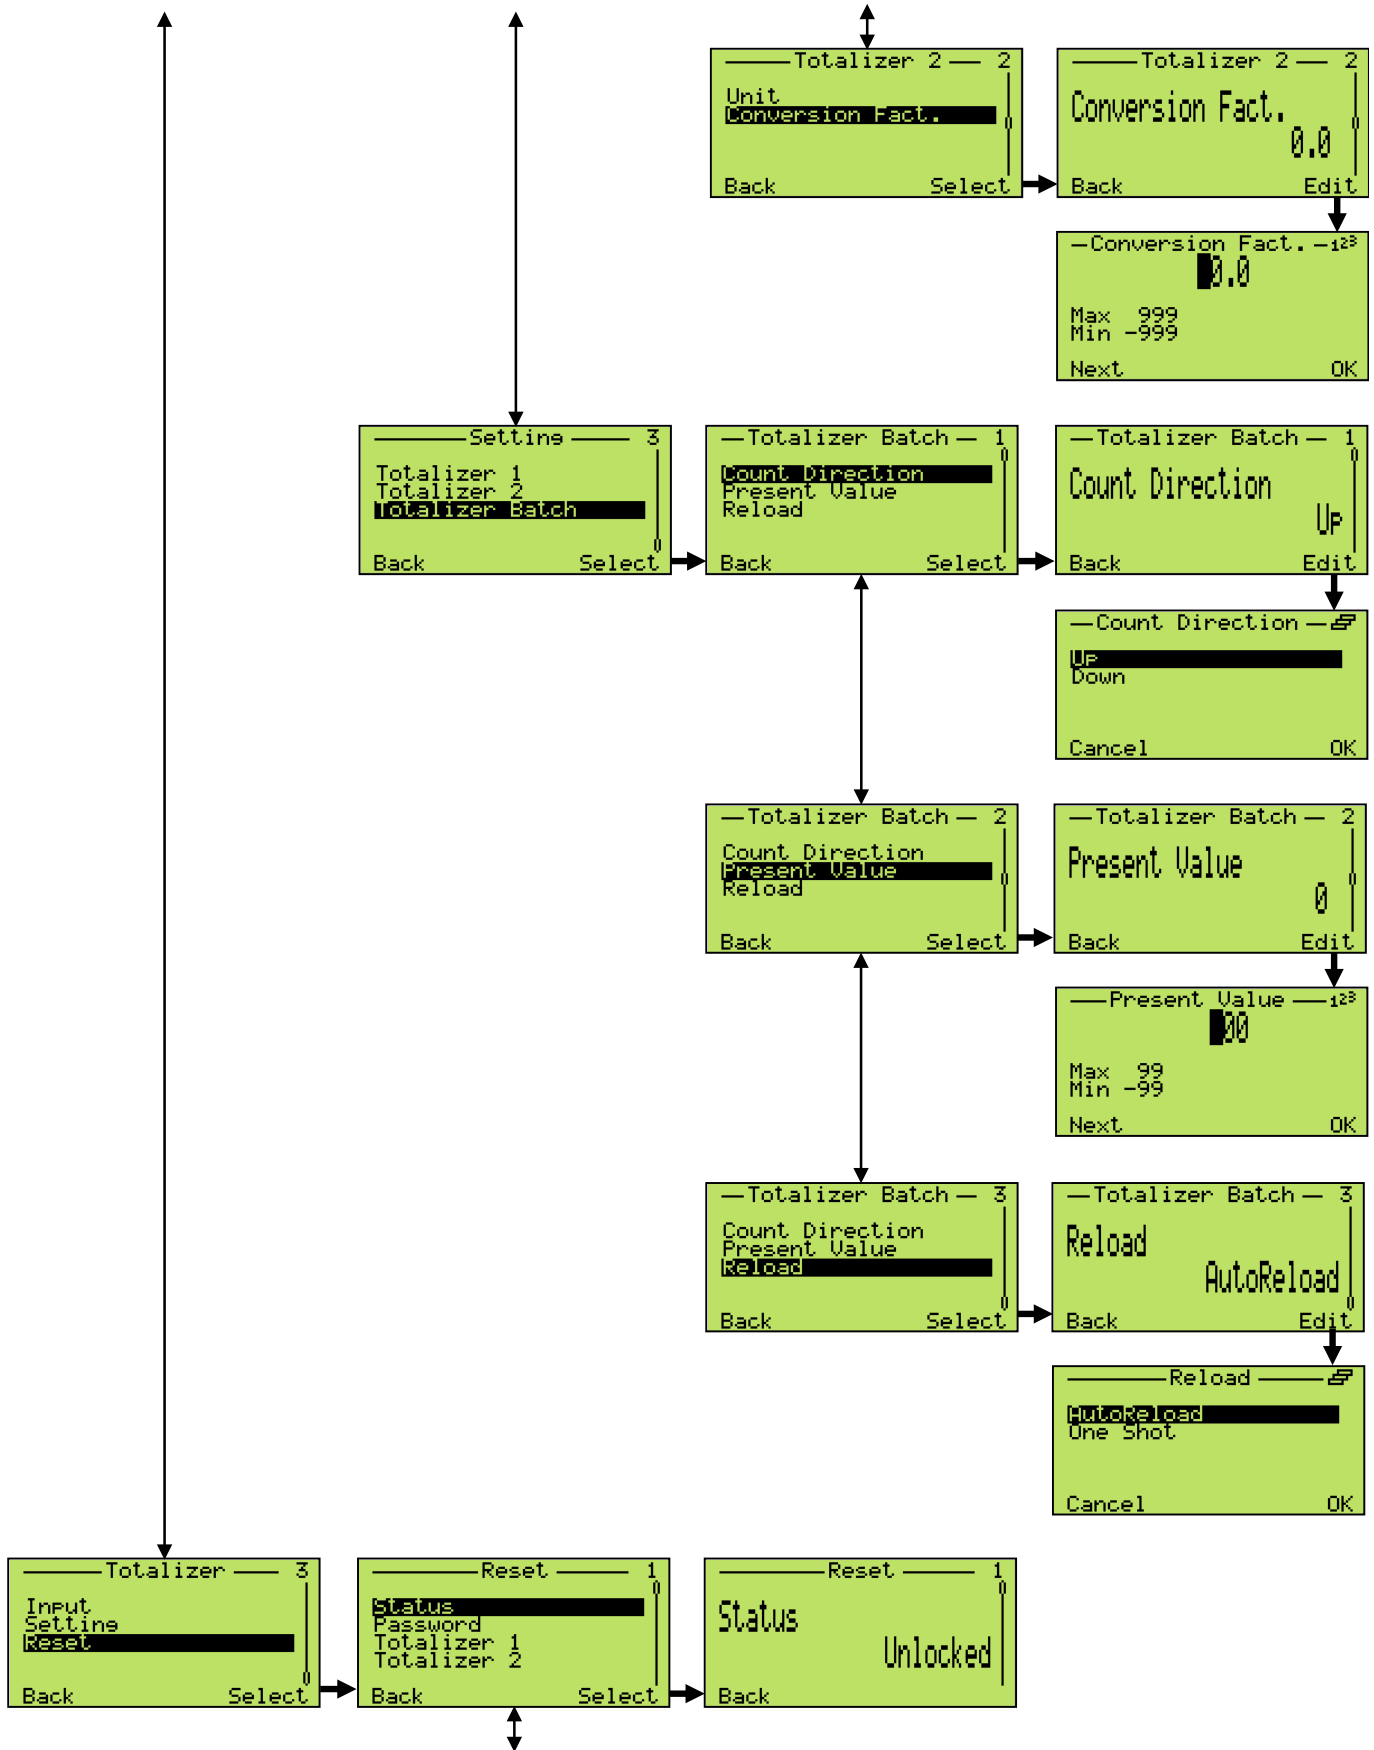 Totalizer 2 2
Unit
Conversion Fact.
Back Select
Totalizer 2 2
Conversion Fact.
0.0
Back Edit
Conversion Fact. 123
0.0
Max 999
Min -999
Next OK
Setting 3
Totalizer 1
Totalizer 2
Totalizer Batch
Back Select
Totalizer Batch 1
Count Direction
Present Value
Reload
Back Select
Totalizer Batch 1
Count Direction
Up
Back Edit
Count Direction
Up
Down
Cancel OK
Totalizer Batch 2
Count Direction
Present Value
Reload
Back Select
Totalizer Batch 2
Present Value
0
Back Edit
Present Value 123
00
Max 99
Min -99
Next OK
Totalizer Batch 3
Count Direction
Present Value
Reload
Back Select
Totalizer Batch 3
Reload
AutoReload
Back Edit
Reload
AutoReload
One Shot
Cancel OK
Totalizer 3
Input
Setting
Reset
Back Select
Reset 1
Status
Password
Totalizer 1
Totalizer 2
Back Select
Reset 1
Status
Unlocked
Back